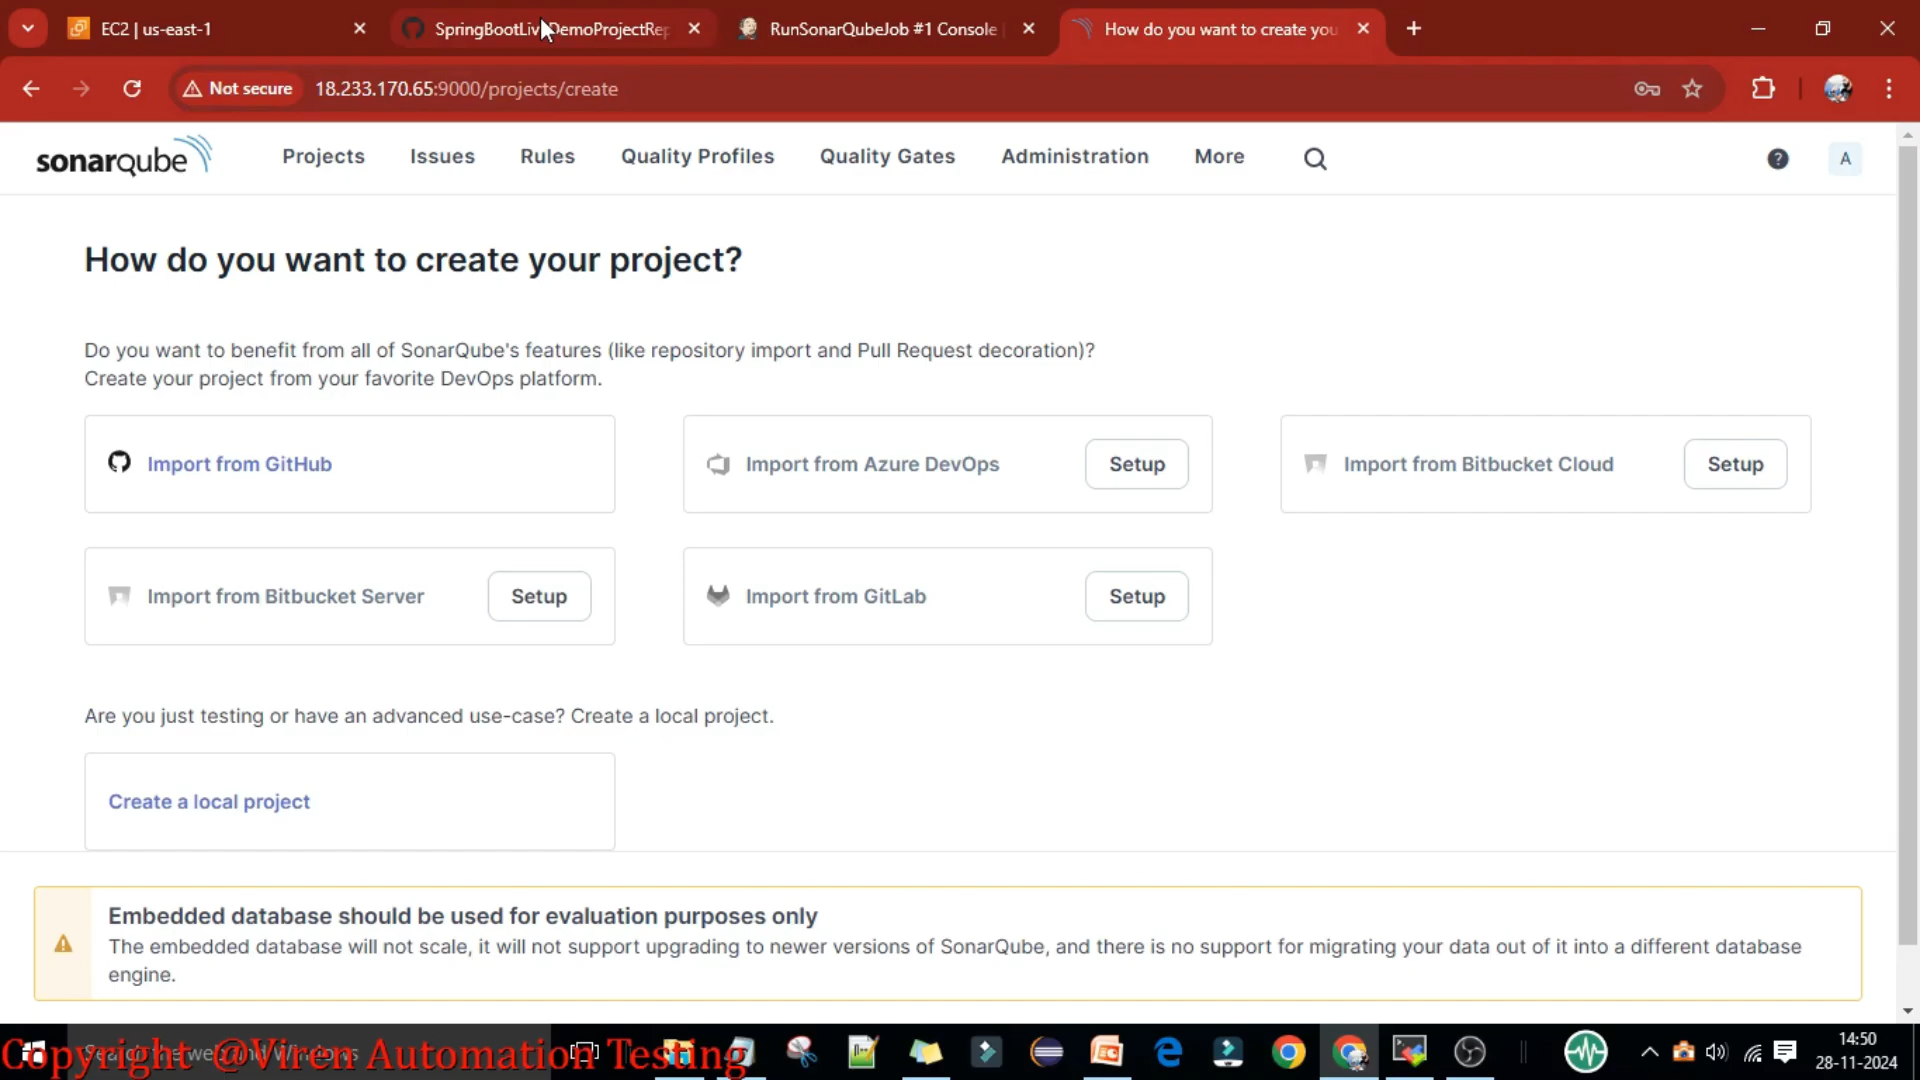 EC2 | us-east-1
SpringBootLiv DemoProjectRep
RunSonarQubeJob #1 Console
How do you want to create you
Not secure
18.233.170.65:9000/projects/create
sonarqube
Projects
Issues
Rules
Quality Profiles
Quality Gates
Administration
More
?
A
How do you want to create your project?
Do you want to benefit from all of SonarQube's features (like repository import and Pull Request decoration)?
Create your project from your favorite DevOps platform.
Import from GitHub
Import from Azure DevOps
Setup
Import from Bitbucket Cloud
Setup
Import from Bitbucket Server
Setup
Import from GitLab
Setup
Are you just testing or have an advanced use-case? Create a local project.
Create a local project
Embedded database should be used for evaluation purposes only
The embedded database will not scale, it will not support upgrading to newer versions of SonarQube, and there is no support for migrating your data out of it into a different database
engine.
Search the web and Windows
Copyright @Viren Automation Testing
14:50
28-11-2024